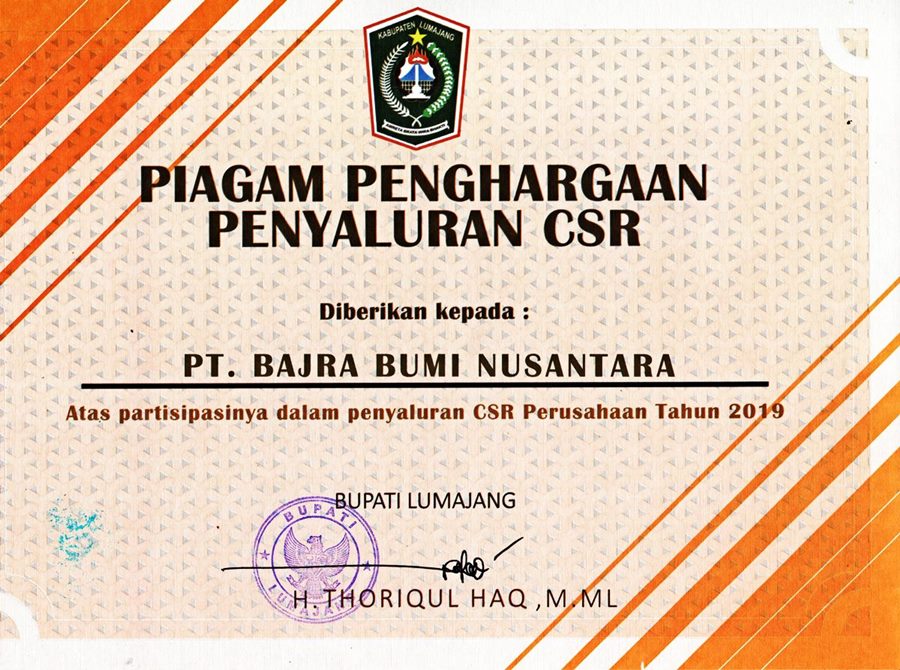 KABUPATEN LUMAJANG
PIAGAM PENGHARGAAN
PENYALURAN CSR
Diberikan kepada :
PT. BAJRA BUMI NUSANTARA
Atas partisipasinya dalam penyaluran CSR Perusahaan Tahun 2019
BUPATI LUMAJANG
BUPATI
LUMAJANG
H. THORIQUL HAQ ,M.ML